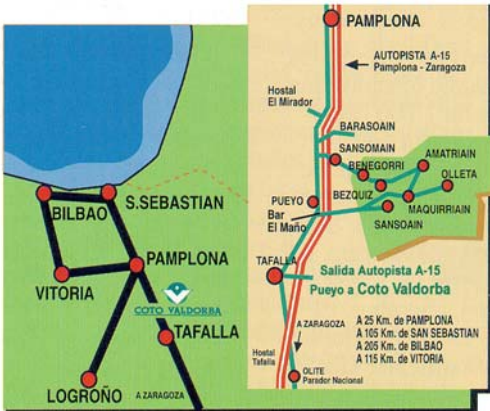 BILBAO
S.SEBASTIAN
VITORIA
PAMPLONA
COTO VALDORBA
TAFALLA
LOGROÑO
A ZARAGOZA
PAMPLONA
AUTOPISTA A-15
Pamplona - Zaragoza
Hostal
El Mirador
BARASOAIN
SANSOMAIN
BENEGORRI
AMATRIAIN
OLLETA
PUEYO
BEZQUIZ
MAQUIRRIAIN
Bar
El Maño
SANSOAIN
TAFALLA
Salida Autopista A-15
Pueyo a Coto Valdorba
A ZARAGOZA
A 25 Km. de PAMPLONA
A 105 Km. de SAN SEBASTIAN
A 205 Km. de BILBAO
A 115 Km. de VITORIA
Hostal
Tafalla
OLITE
Parador Nacional